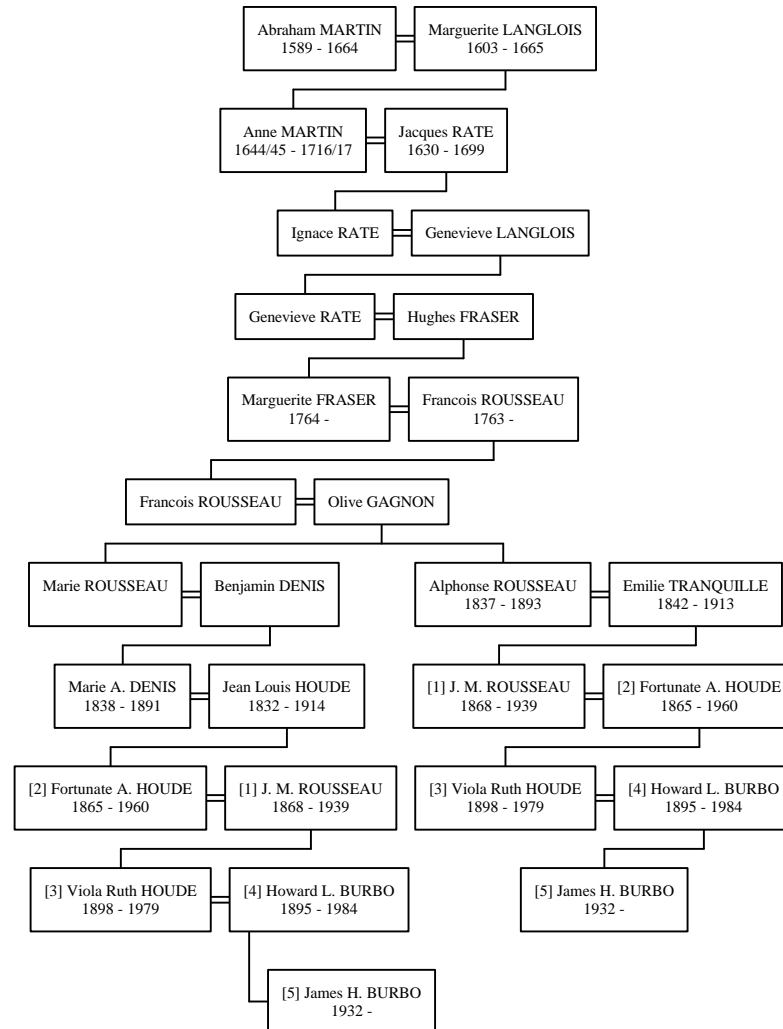 Abraham MARTIN
1589 - 1664
Marguerite LANGLOIS
1603 - 1665
Anne MARTIN
1644/45 - 1716/17
Jacques RATE
1630 - 1699
Ignace RATE
Genevieve LANGLOIS
Genevieve RATE
Hughes FRASER
Marguerite FRASER
1764 -
Francois ROUSSEAU
1763 -
Francois ROUSSEAU
Olive GAGNON
Marie ROUSSEAU
Benjamin DENIS
Alphonse ROUSSEAU
1837 - 1893
Emilie TRANQUILLE
1842 - 1913
Marie A. DENIS
1838 - 1891
Jean Louis HOUDE
1832 - 1914
[1] J. M. ROUSSEAU
1868 - 1939
[2] Fortunate A. HOUDE
1865 - 1960
[2] Fortunate A. HOUDE
1865 - 1960
[1] J. M. ROUSSEAU
1868 - 1939
[3] Viola Ruth HOUDE
1898 - 1979
[4] Howard L. BURBO
1895 - 1984
[3] Viola Ruth HOUDE
1898 - 1979
[4] Howard L. BURBO
1895 - 1984
[5] James H. BURBO
1932 -
[5] James H. BURBO
1932 -